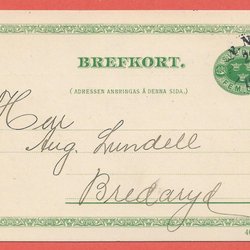 BREFKORT.
(ADRESSEN ANBRINGAS Å DENNA SIDA.)
Herr
Aug. Lundell
Bredaryd